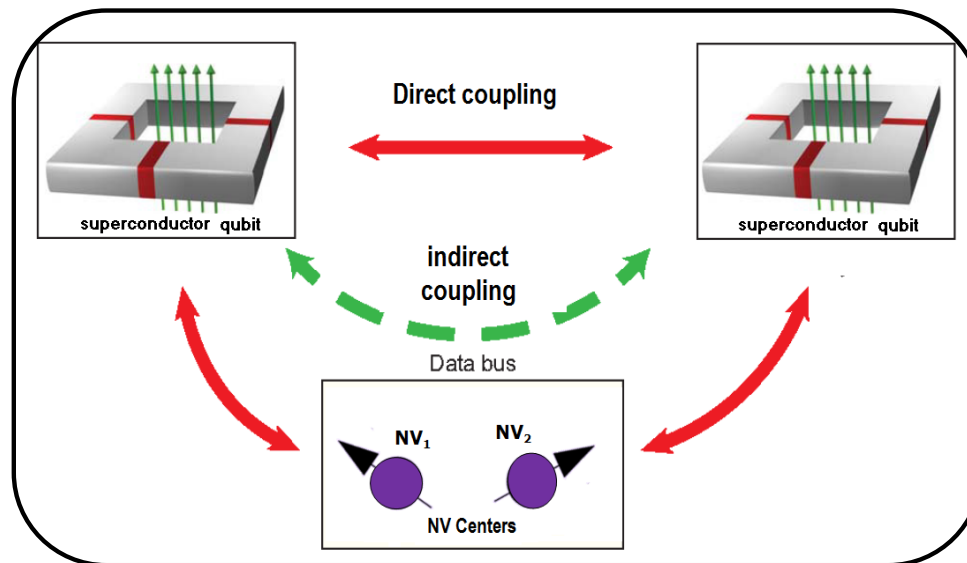 Direct coupling
superconductor qubit
superconductor qubit
indirect
coupling
Data bus
NV₁
NV₂
NV Centers